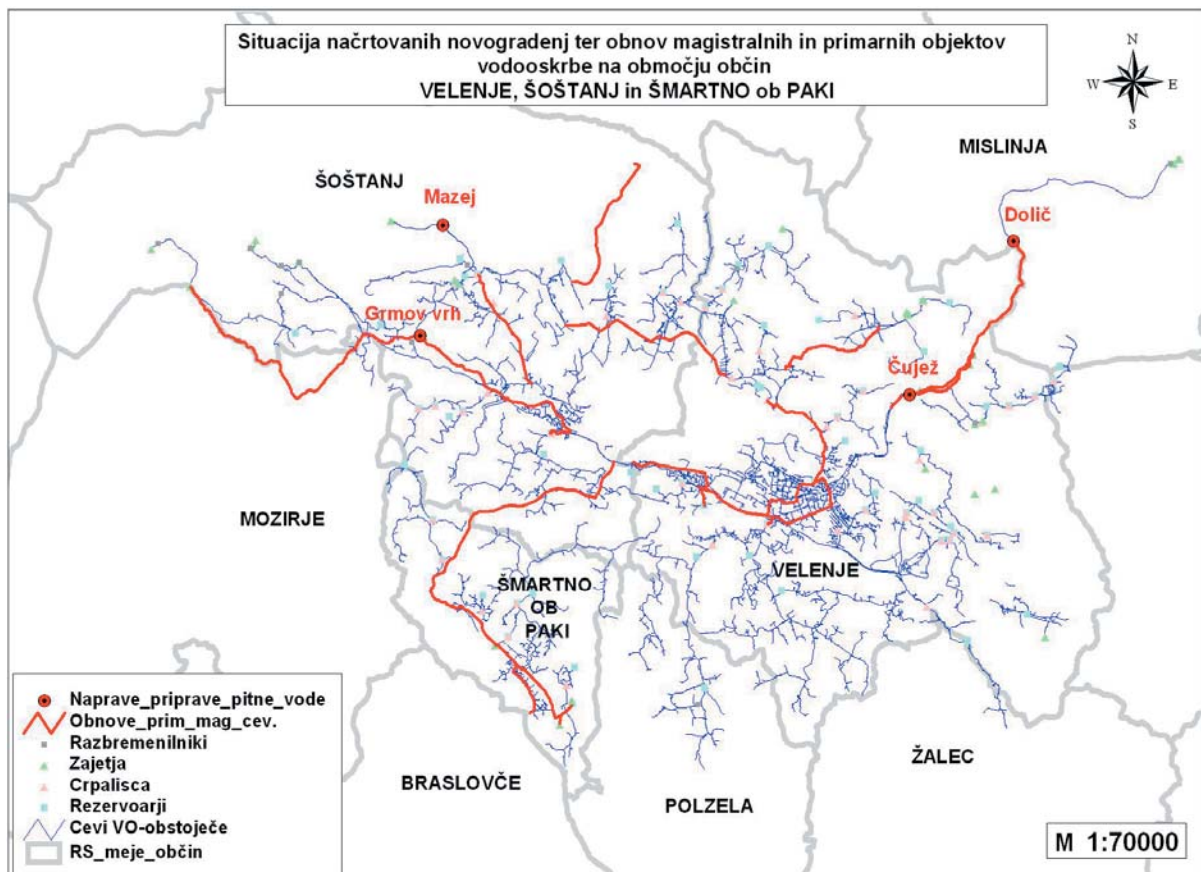 Situacija načrtovanih novogradenj ter obnov magistralnih in primarnih objektov
vodooskrbe na območju občin
VELENJE, ŠOŠTANJ in ŠMARTNO ob PAKI
N
W E
S
MISLINJA
ŠOŠTANJ
Mazej
Dolič
Grmov vrh
Čujež
MOZIRJE
VELENJE
ŠMARTNO
OB
PAKI
BRASLOVČE
POLZELA
ŽALEC
Naprave_priprave_pitne_vode
Obnove_prim_mag_cev.
Razbremenilniki
Zajetja
Crpalisca
Rezervoarji
Cevi VO-obstoječe
RS_meje_občin
M 1:70000